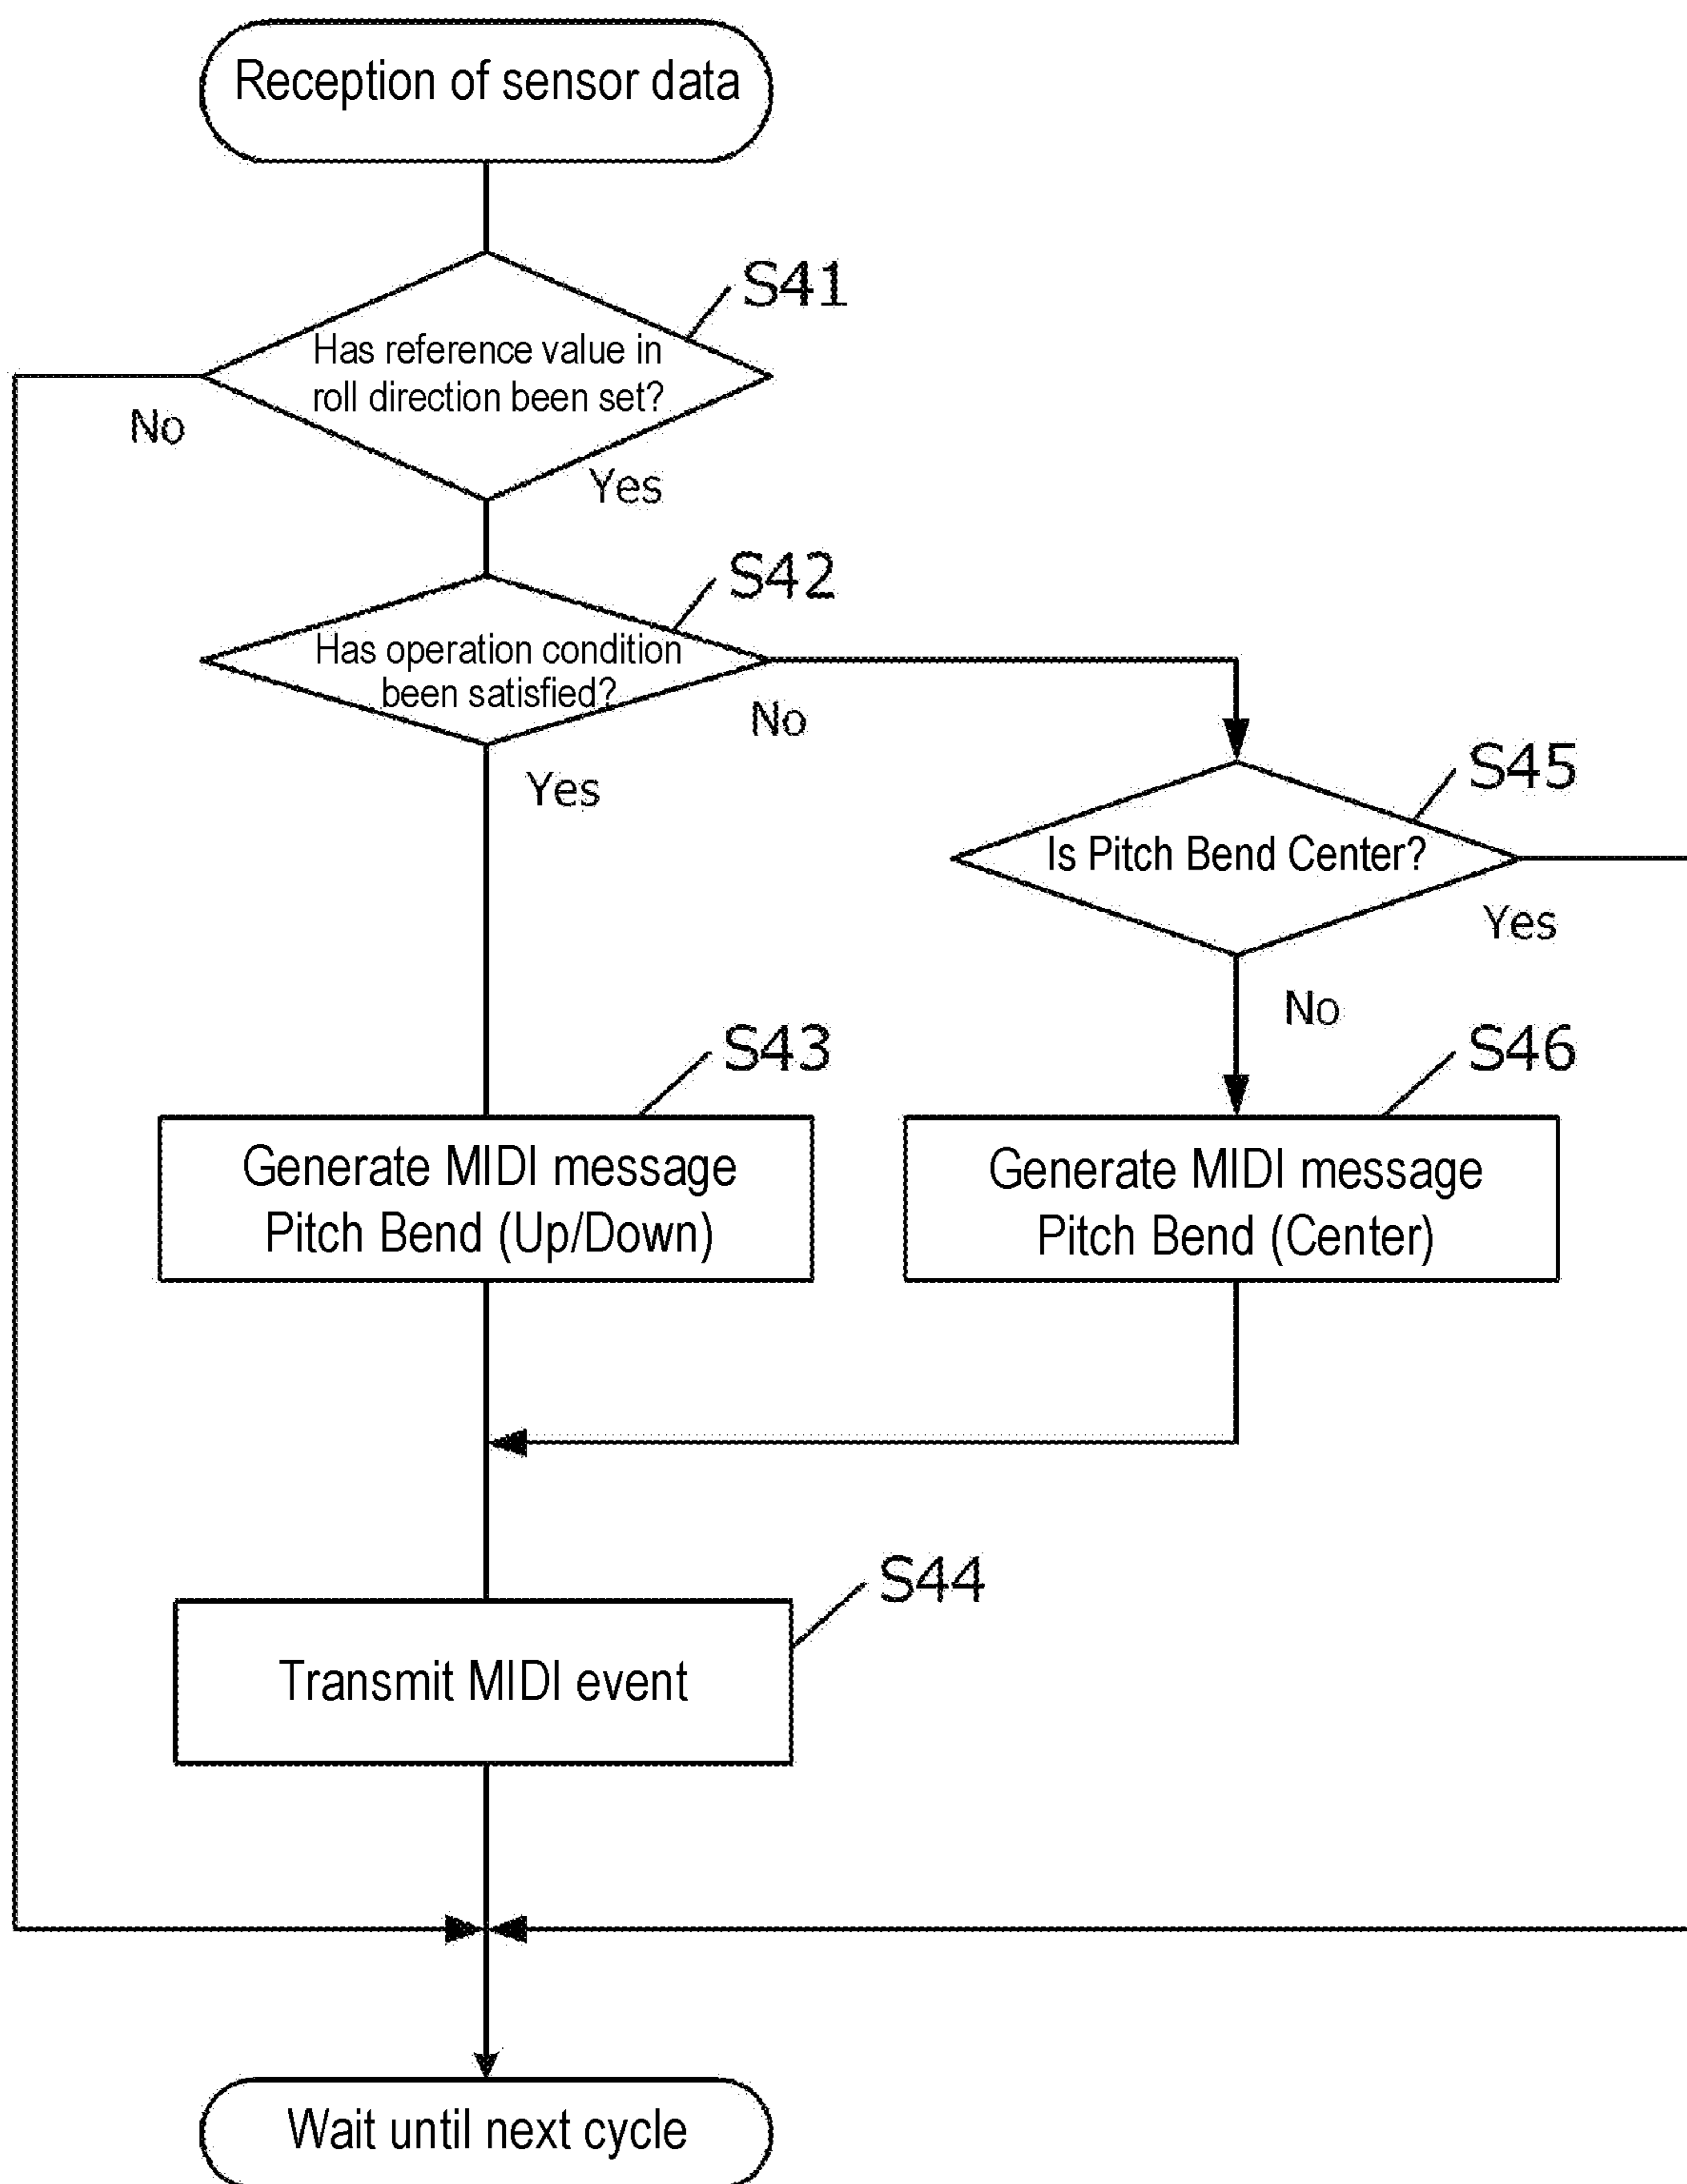 Reception of sensor data
S41
Has reference value in
roll direction been set?
No
Yes
S42
Has operation condition
been satisfied?
No
Yes
S45
Is Pitch Bend Center?
Yes
No
S43
Generate MIDI message
Pitch Bend (Up/Down)
S46
Generate MIDI message
Pitch Bend (Center)
S44
Transmit MIDI event
Wait until next cycle